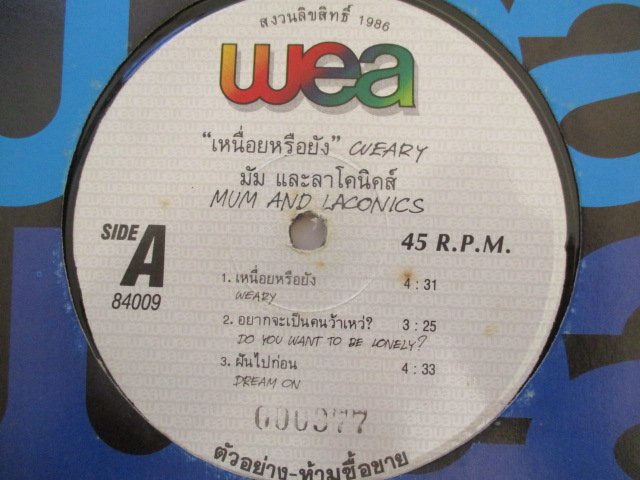 สงวนลิขสิทธิ์ 1986
wea
“เหนื่อยหรือยัง” WEARY
มัม และลาโคนิคส์
MUM AND LACONICS
SIDE A
84009
45 R.P.M.
1. เหนื่อยหรือยัง 4 : 31
WEARY
2. อยากจะเป็นคนว้าเหว่? 3 : 25
DO YOU WANT TO BE LONELY?
3. ฝันไปก่อน 4 : 33
DREAM ON
000377
ตัวอย่าง-ห้ามซื้อขาย